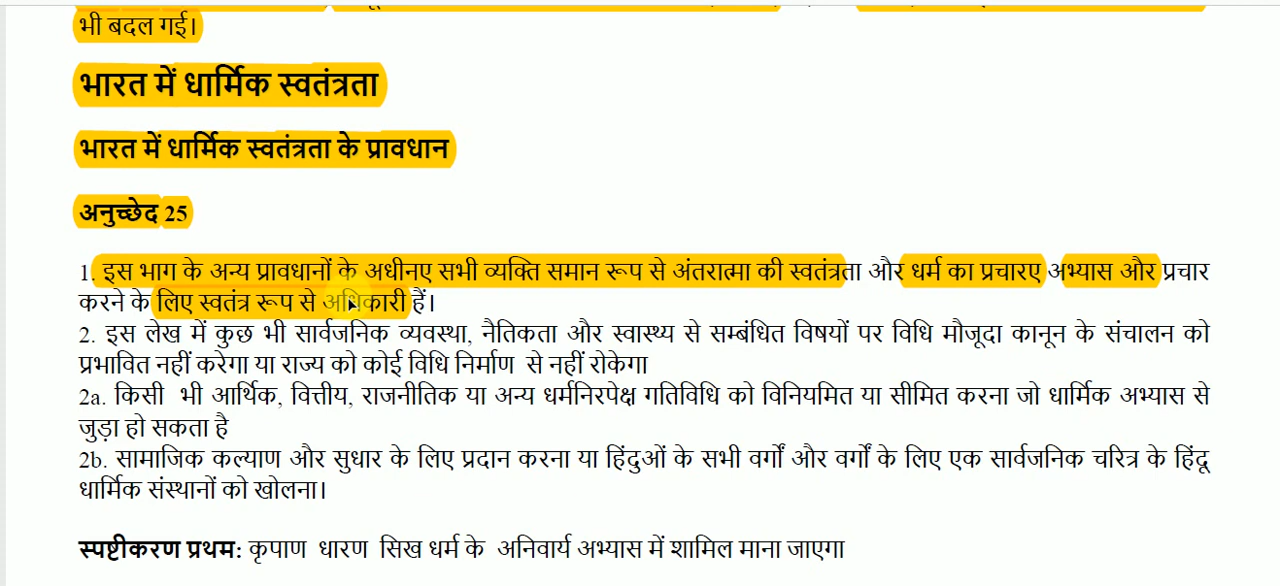 भी बदल गई।
भारत में धार्मिक स्वतंत्रता
भारत में धार्मिक स्वतंत्रता के प्रावधान
अनुच्छेद 25
1. इस भाग के अन्य प्रावधानों के अधीनए सभी व्यक्ति समान रूप से अंतरात्मा की स्वतंत्रता और धर्म का प्रचारए अभ्यास और प्रचार
करने के लिए स्वतंत्र रूप से अधिकारी हैं।
2. इस लेख में कुछ भी सार्वजनिक व्यवस्था, नैतिकता और स्वास्थ्य से सम्बंधित विषयों पर विधि मौजूदा कानून के संचालन को
प्रभावित नहीं करेगा या राज्य को कोई विधि निर्माण से नहीं रोकेगा
2a. किसी भी आर्थिक, वित्तीय, राजनीतिक या अन्य धर्मनिरपेक्ष गतिविधि को विनियमित या सीमित करना जो धार्मिक अभ्यास से
जुड़ा हो सकता है
2b. सामाजिक कल्याण और सुधार के लिए प्रदान करना या हिंदुओं के सभी वर्गों और वर्गों के लिए एक सार्वजनिक चरित्र के हिंदू
धार्मिक संस्थानों को खोलना।
स्पष्टीकरण प्रथम: कृपाण धारण सिख धर्म के अनिवार्य अभ्यास में शामिल माना जाएगा